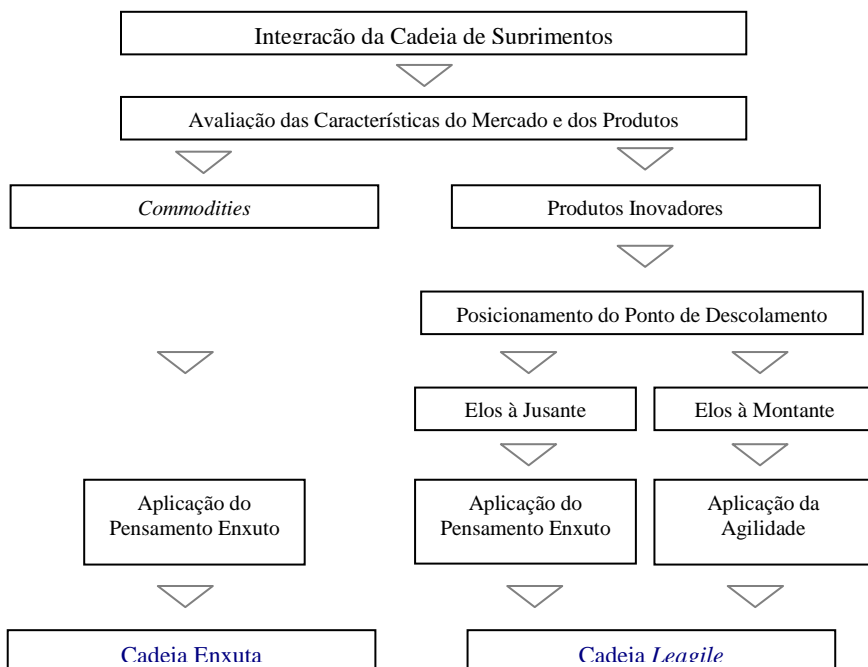 Integração da Cadeia de Suprimentos
Avaliação das Características do Mercado e dos Produtos
Commodities
Produtos Inovadores
Posicionamento do Ponto de Descolamento
Elos à Jusante
Elos à Montante
Aplicação do
Pensamento Enxuto
Aplicação do
Pensamento Enxuto
Aplicação da
Agilidade
Cadeia Enxuta
Cadeia Leagile